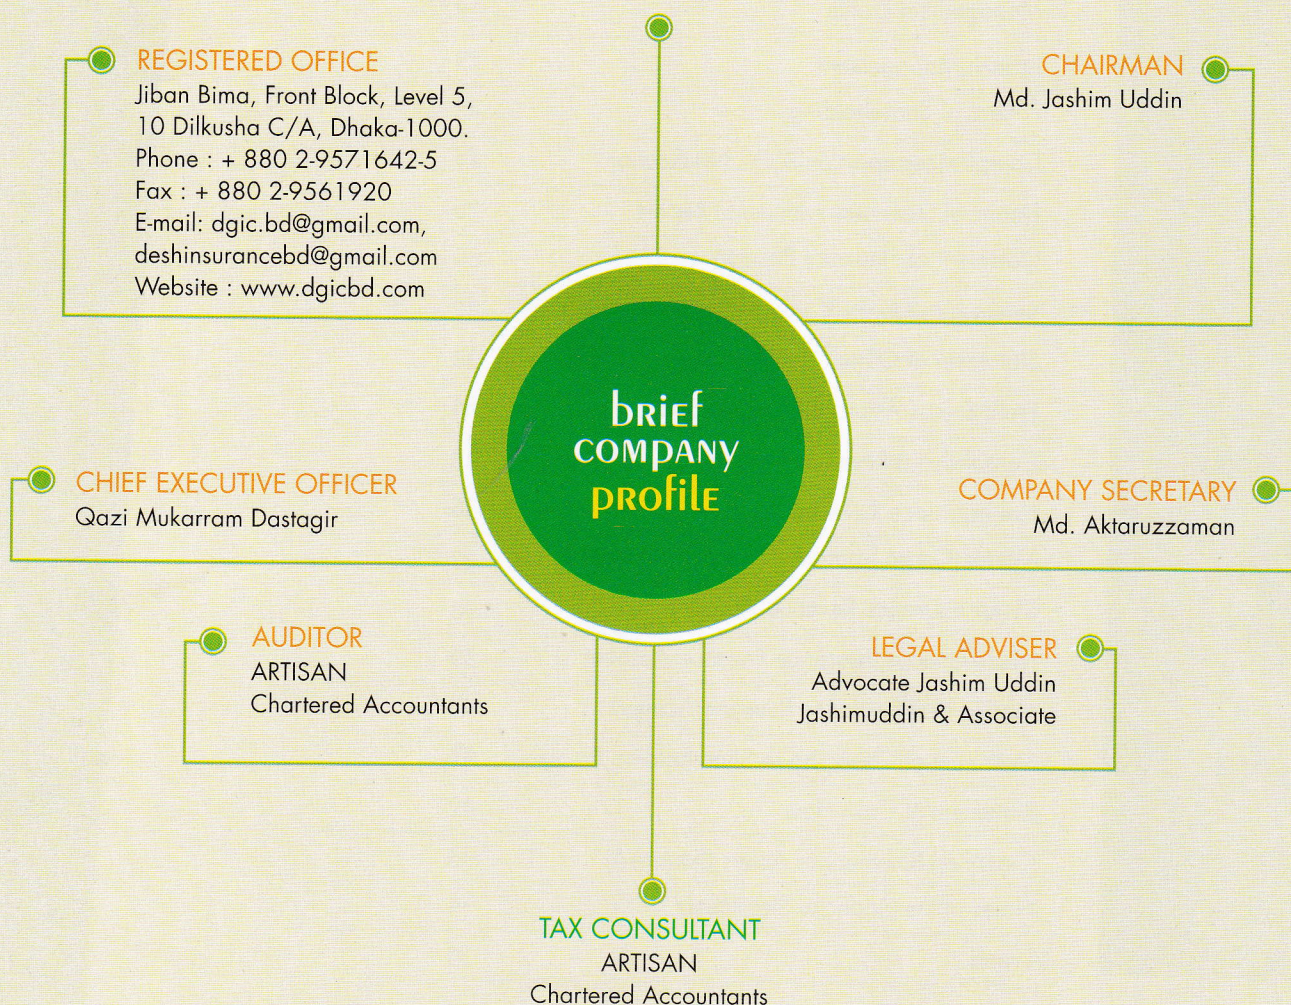 REGISTERED OFFICE
Jiban Bima, Front Block, Level 5,
10 Dilkusha C/A, Dhaka-1000.
Phone : + 880 2-9571642-5
Fax : + 880 2-9561920
E-mail: dgic.bd@gmail.com,
deshinsurancebd@gmail.com
Website : www.dgicbd.com
CHAIRMAN
Md. Jashim Uddin
brief
company
profile
CHIEF EXECUTIVE OFFICER
Qazi Mukarram Dastagir
COMPANY SECRETARY
Md. Aktaruzzaman
AUDITOR
ARTISAN
Chartered Accountants
LEGAL ADVISER
Advocate Jashim Uddin
Jashimuddin & Associate
TAX CONSULTANT
ARTISAN
Chartered Accountants